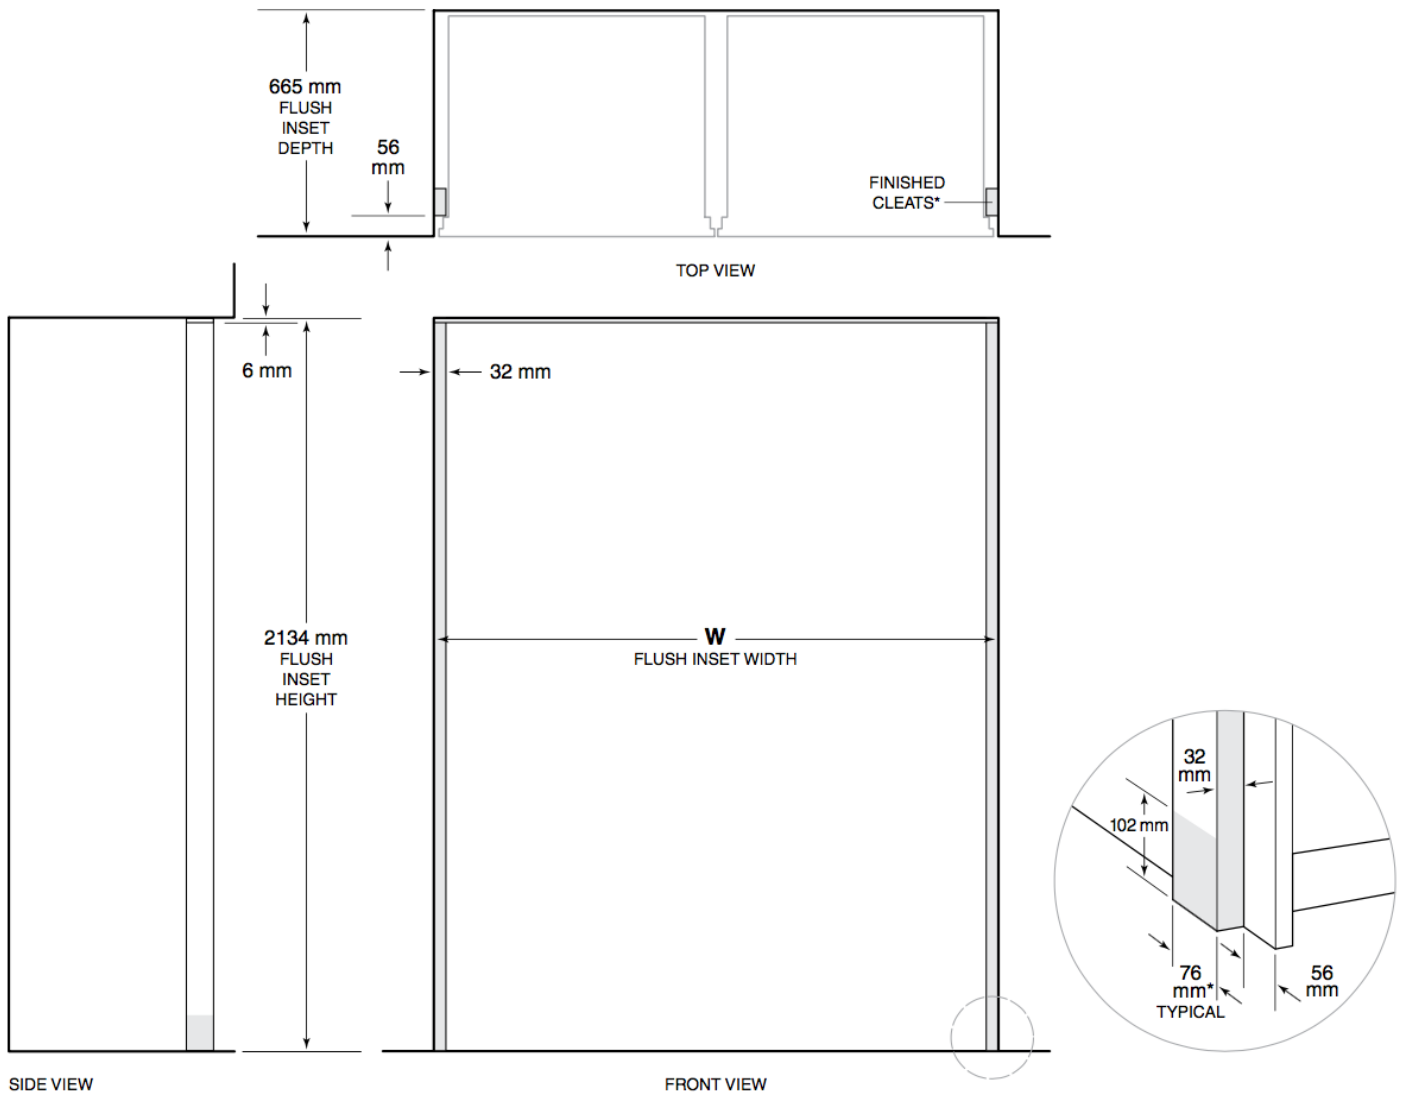 665 mm
FLUSH
INSET
DEPTH
56
mm
FINISHED
CLEATS*
TOP VIEW
6 mm
32 mm
2134 mm
FLUSH
INSET
HEIGHT
W
FLUSH INSET WIDTH
32
mm
102 mm
76
mm*
TYPICAL
56
mm
SIDE VIEW
FRONT VIEW